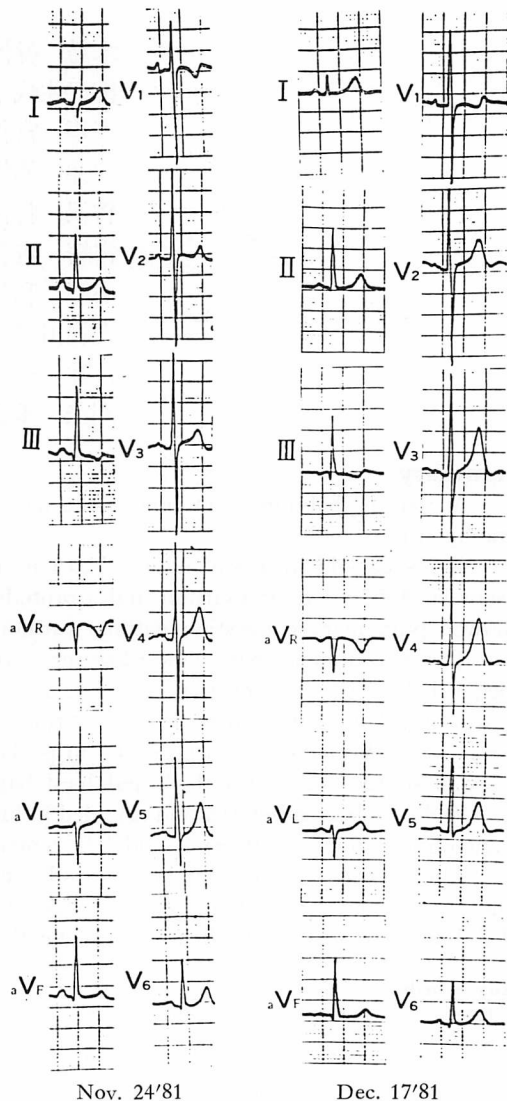 I V₁ I V₁
II V₂ II V₂
III V₃ III V₃
aVR V₄ aVR V₄
aVL V₅ aVL V₅
aVF V₆ aVF V₆
Nov. 24'81 Dec. 17'81